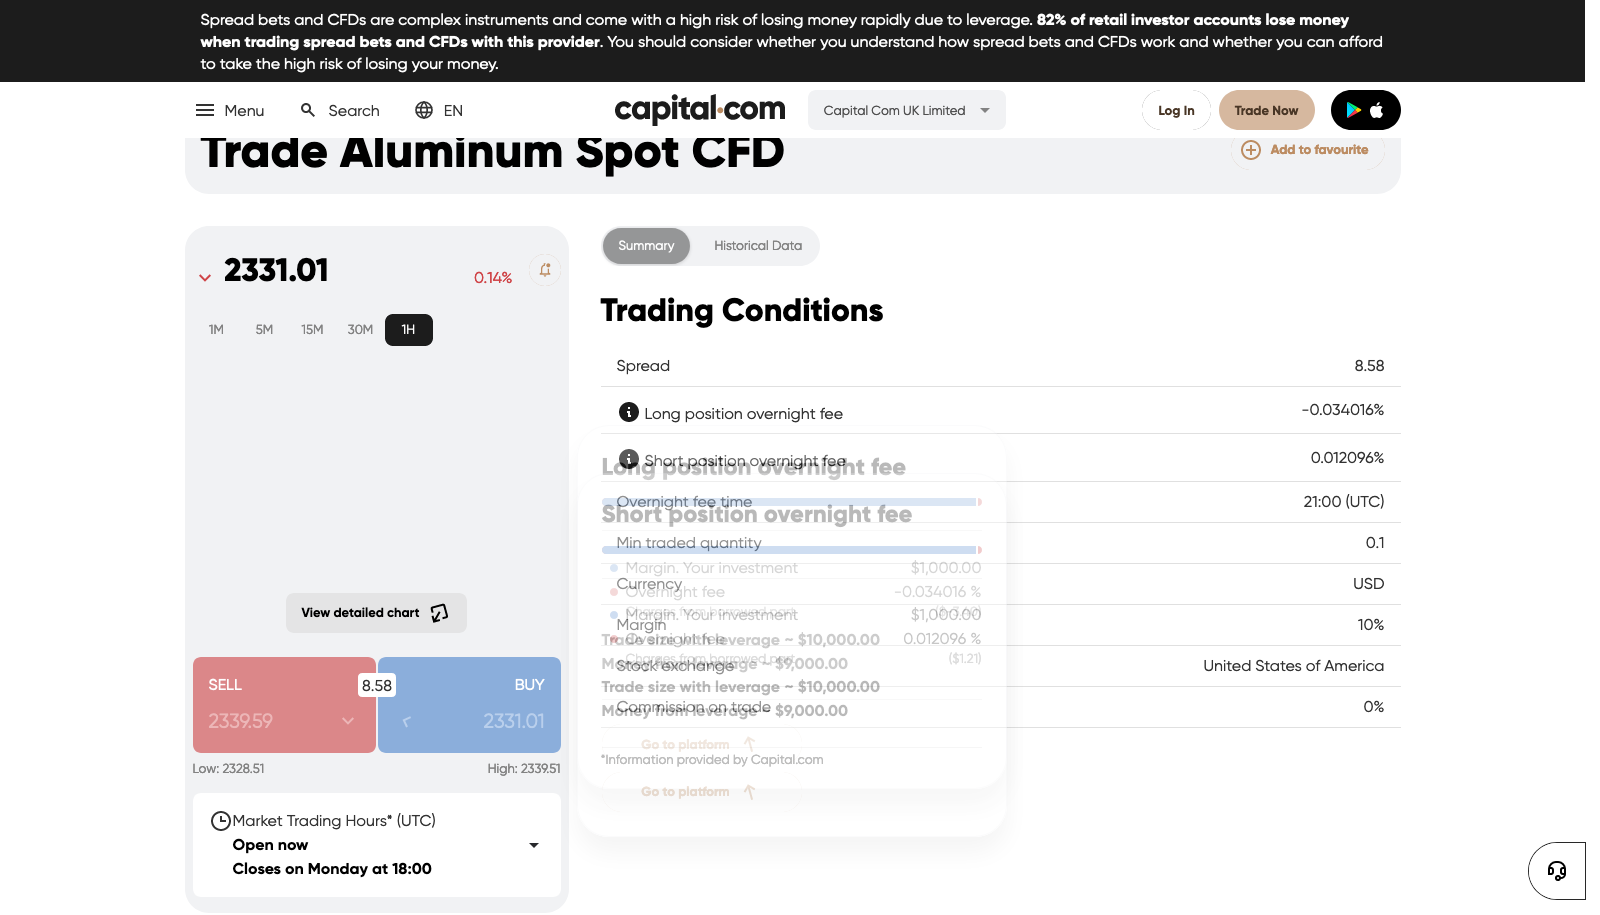 Spread bets and CFDs are complex instruments and come with a high risk of losing money rapidly due to leverage. 82% of retail investor accounts lose money
when trading spread bets and CFDs with this provider. You should consider whether you understand how spread bets and CFDs work and whether you can afford
to take the high risk of losing your money.
Menu
Search
EN
capital.com
Capital Com UK Limited
Log In
Trade Now
Trade Aluminum Spot CFD
Add to favourite
2331.01
0.14%
1M
5M
15M
30M
1H
View detailed chart
SELL
8.58
BUY
2339.59
2331.01
Low: 2328.51
High: 2339.51
Market Trading Hours* (UTC)
Open now
Closes on Monday at 18:00
Summary
Historical Data
Trading Conditions
Spread
8.58
Long position overnight fee
-0.034016%
Short position overnight fee
0.012096%
Overnight fee time
21:00 (UTC)
Min traded quantity
0.1
Currency
USD
Margin
10%
Stock exchange
United States of America
Commission on trade
0%
*Information provided by Capital.com
Long position overnight fee
Margin. Your investment
$1,000.00
Overnight fee
-0.034016 %
Charges from borrowed part
Trade size with leverage ~ $10,000.00
Money from leverage ~ $9,000.00
Go to platform
Short position overnight fee
Margin. Your investment
$1,000.00
Overnight fee
0.012096 %
Charges from borrowed part
($1.21)
Trade size with leverage ~ $10,000.00
Money from leverage ~ $9,000.00
Go to platform